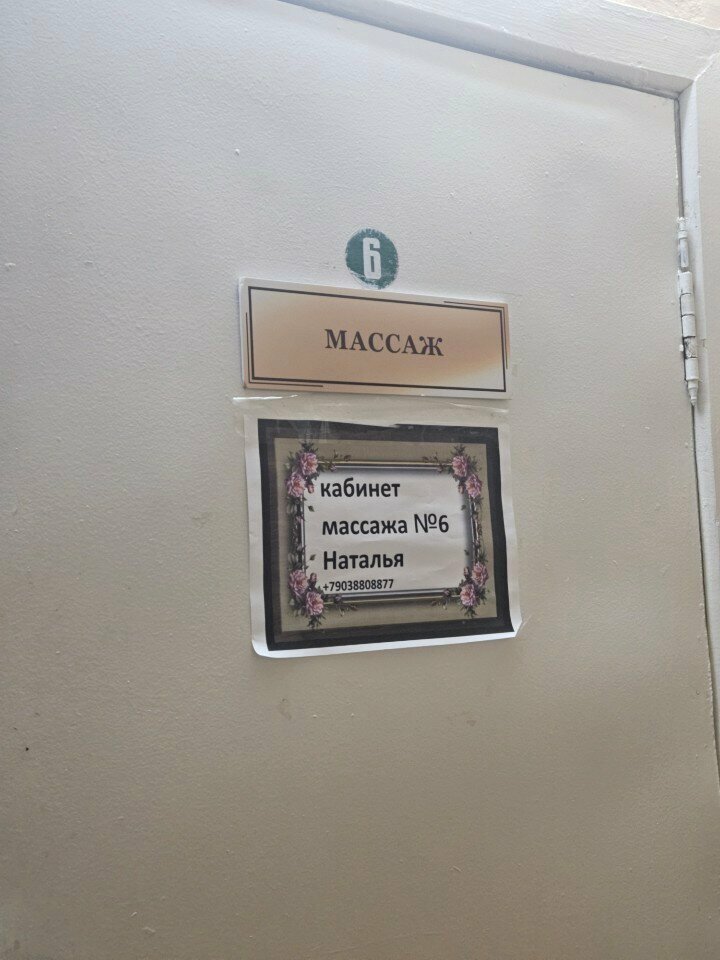 6
МАССАЖ
кабинет
массажа №6
Наталья
+79038808877